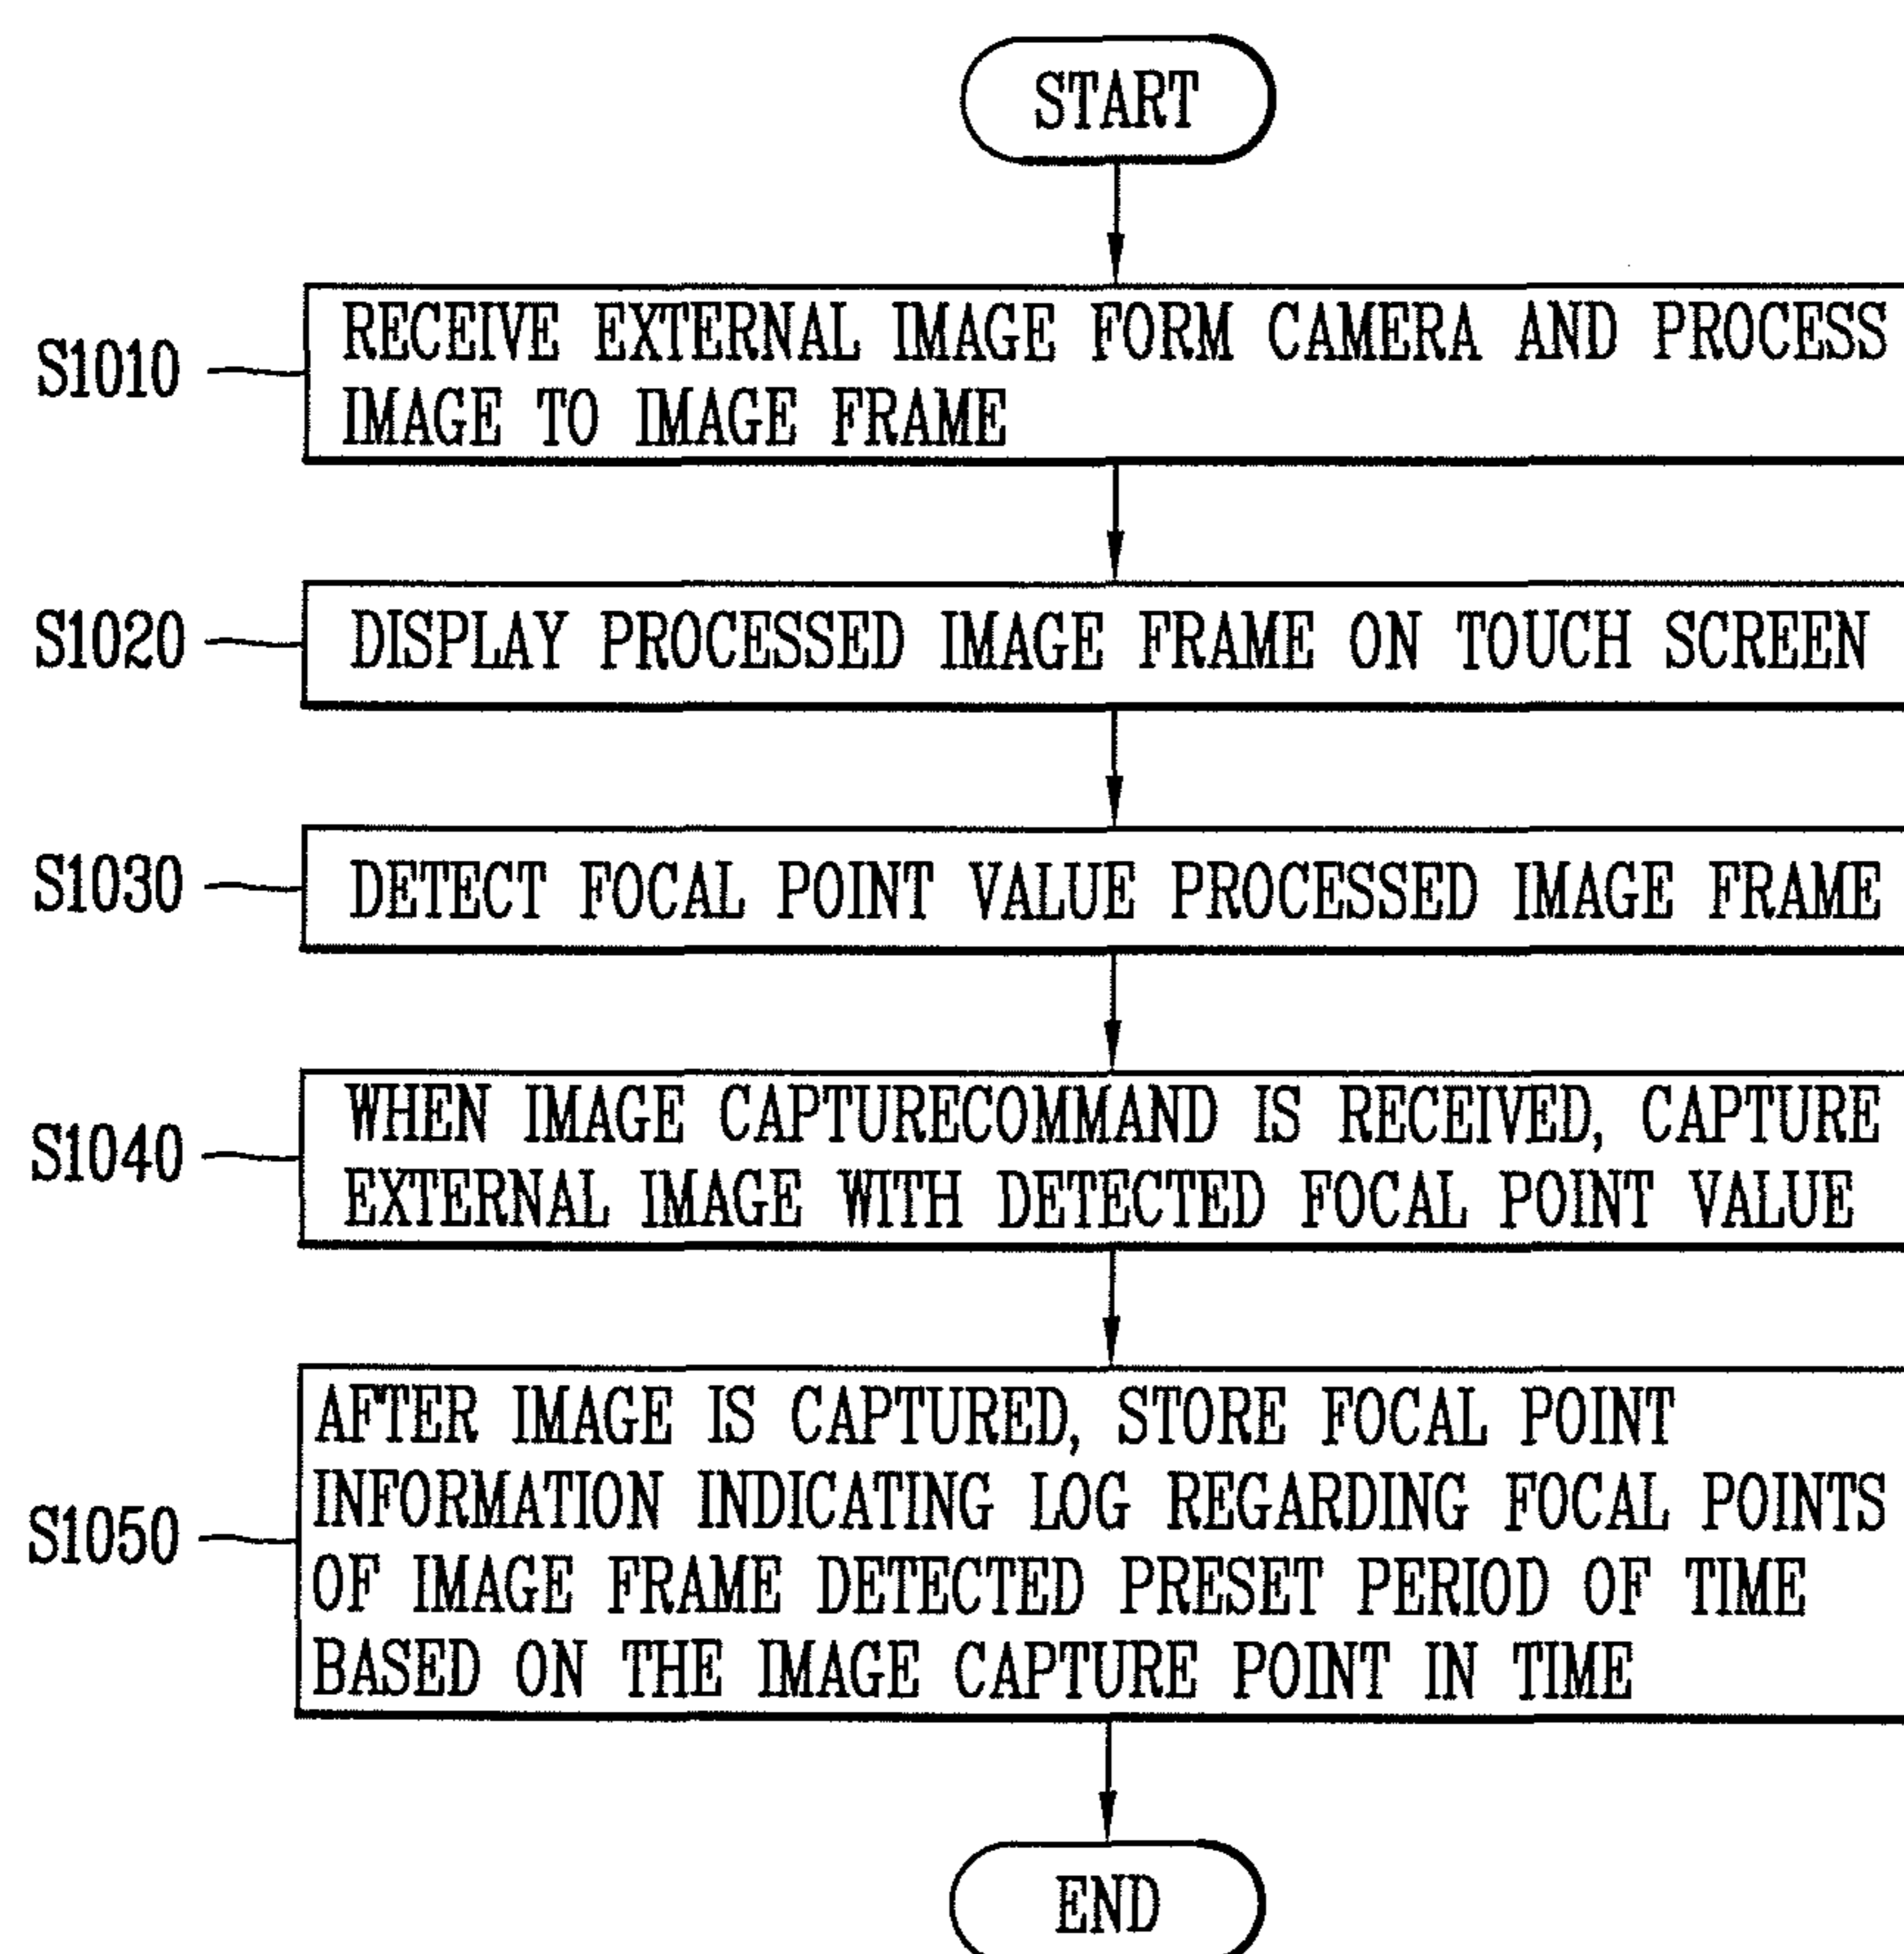 START
S1010
RECEIVE EXTERNAL IMAGE FORM CAMERA AND PROCESS
IMAGE TO IMAGE FRAME
S1020
DISPLAY PROCESSED IMAGE FRAME ON TOUCH SCREEN
S1030
DETECT FOCAL POINT VALUE PROCESSED IMAGE FRAME
S1040
WHEN IMAGE CAPTURECOMMAND IS RECEIVED, CAPTURE
EXTERNAL IMAGE WITH DETECTED FOCAL POINT VALUE
S1050
AFTER IMAGE IS CAPTURED, STORE FOCAL POINT
INFORMATION INDICATING LOG REGARDING FOCAL POINTS
OF IMAGE FRAME DETECTED PRESET PERIOD OF TIME
BASED ON THE IMAGE CAPTURE POINT IN TIME
END